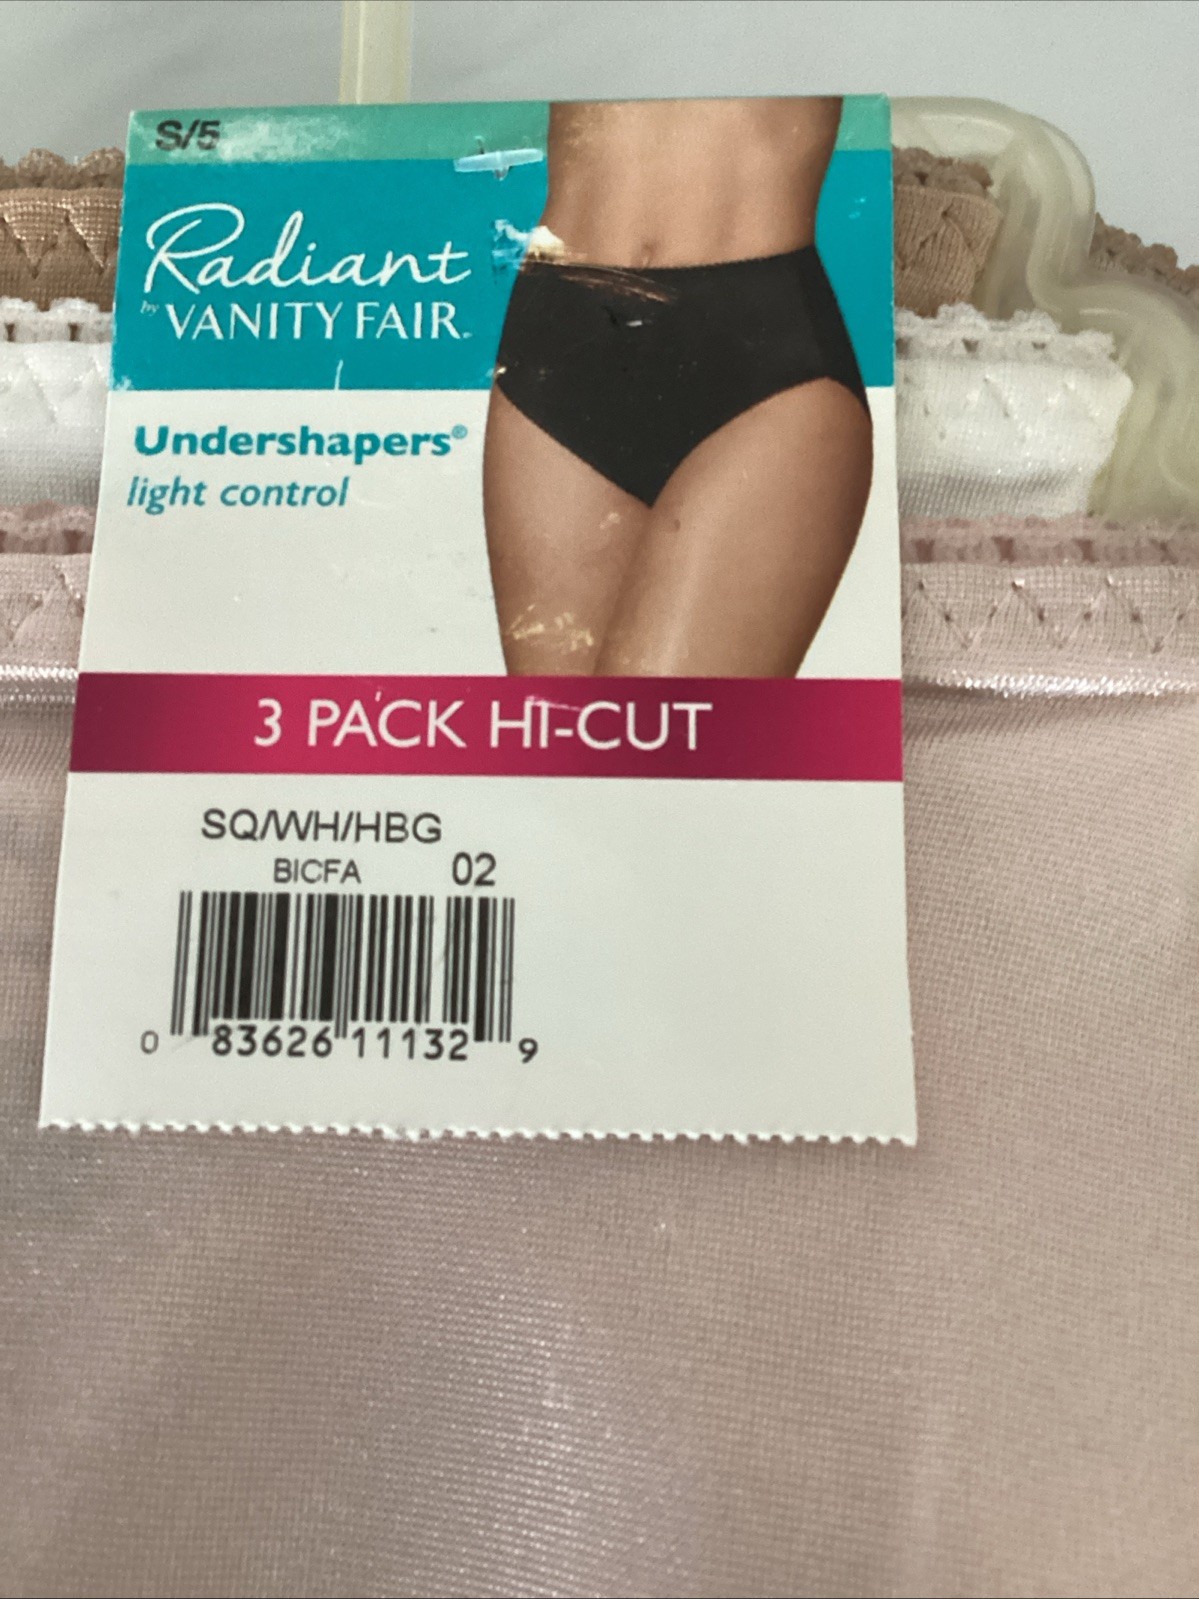 S/5
Radiant
by VANITY FAIR™
Undershapers®
light control
3 PACK HI-CUT
SQ/WH/HBG
BICFA 02
0 83626 11132 9